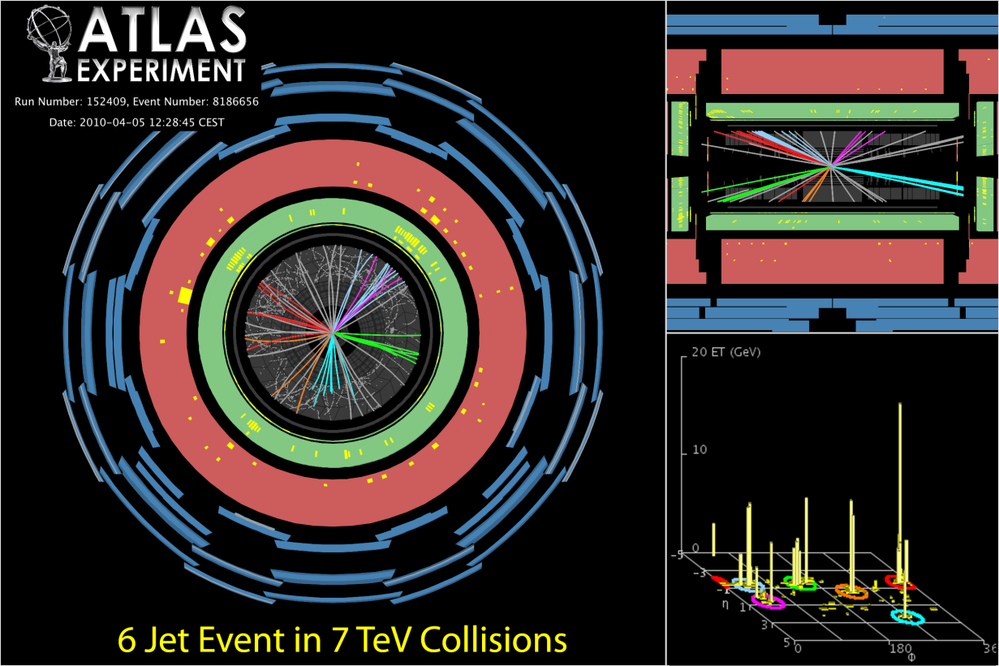 ATLAS
EXPERIMENT
Run Number: 152409, Event Number: 8186656
Date: 2010-04-05 12:28:45 CEST
6 Jet Event in 7 TeV Collisions
20 ET (GeV)
10
0
-5
-3
-1
η
1
3
5
0
180
Φ